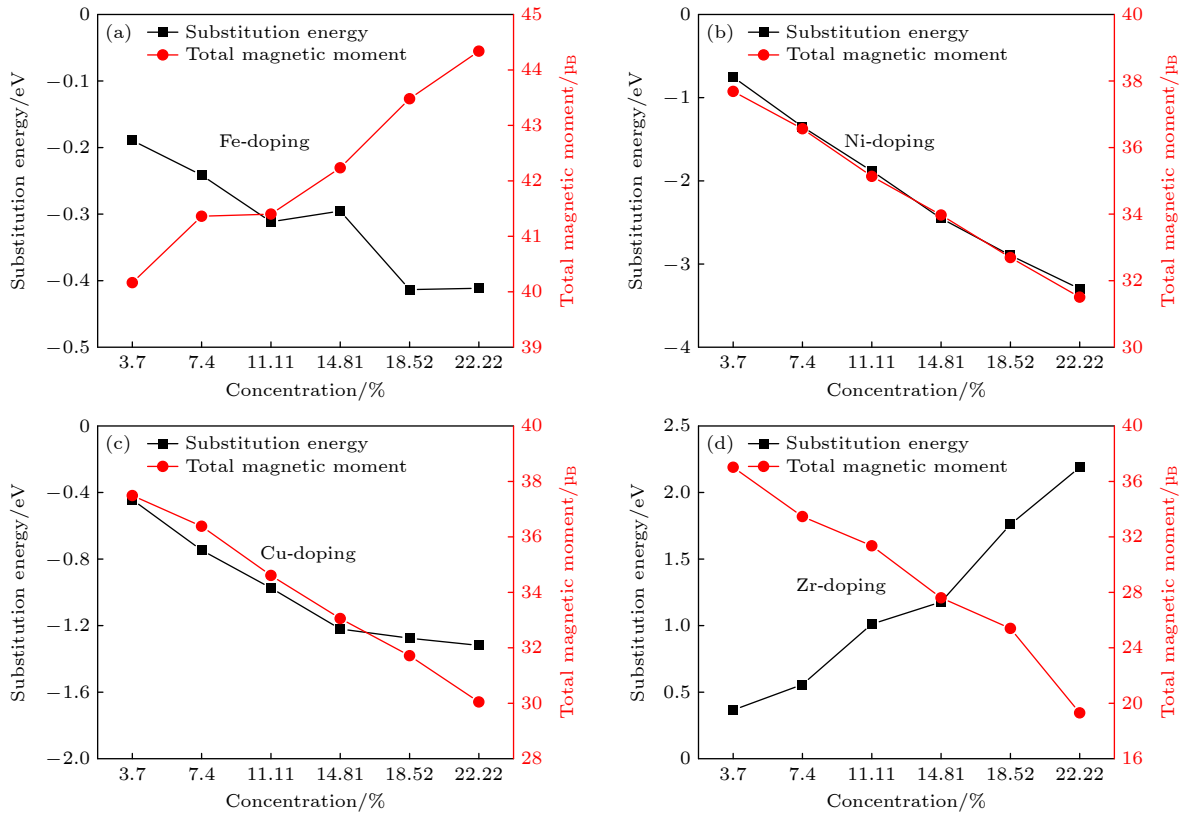 (a)
Substitution energy
Total magnetic moment
Fe-doping
0
−0.1
−0.2
−0.3
−0.4
−0.5
Substitution energy/eV
45
44
43
42
41
40
39
Total magnetic moment/μB
3.7 7.4 11.11 14.81 18.52 22.22
Concentration/%
(b)
Substitution energy
Total magnetic moment
Ni-doping
0
−1
−2
−3
−4
Substitution energy/eV
40
38
36
34
32
30
Total magnetic moment/μB
3.7 7.4 11.11 14.81 18.52 22.22
Concentration/%
(c)
Substitution energy
Total magnetic moment
Cu-doping
0
−0.4
−0.8
−1.2
−1.6
−2.0
Substitution energy/eV
40
38
36
34
32
30
28
Total magnetic moment/μB
3.7 7.4 11.11 14.81 18.52 22.22
Concentration/%
(d)
Substitution energy
Total magnetic moment
Zr-doping
2.5
2.0
1.5
1.0
0.5
0
Substitution energy/eV
40
36
32
28
24
20
16
Total magnetic moment/μB
3.7 7.4 11.11 14.81 18.52 22.22
Concentration/%